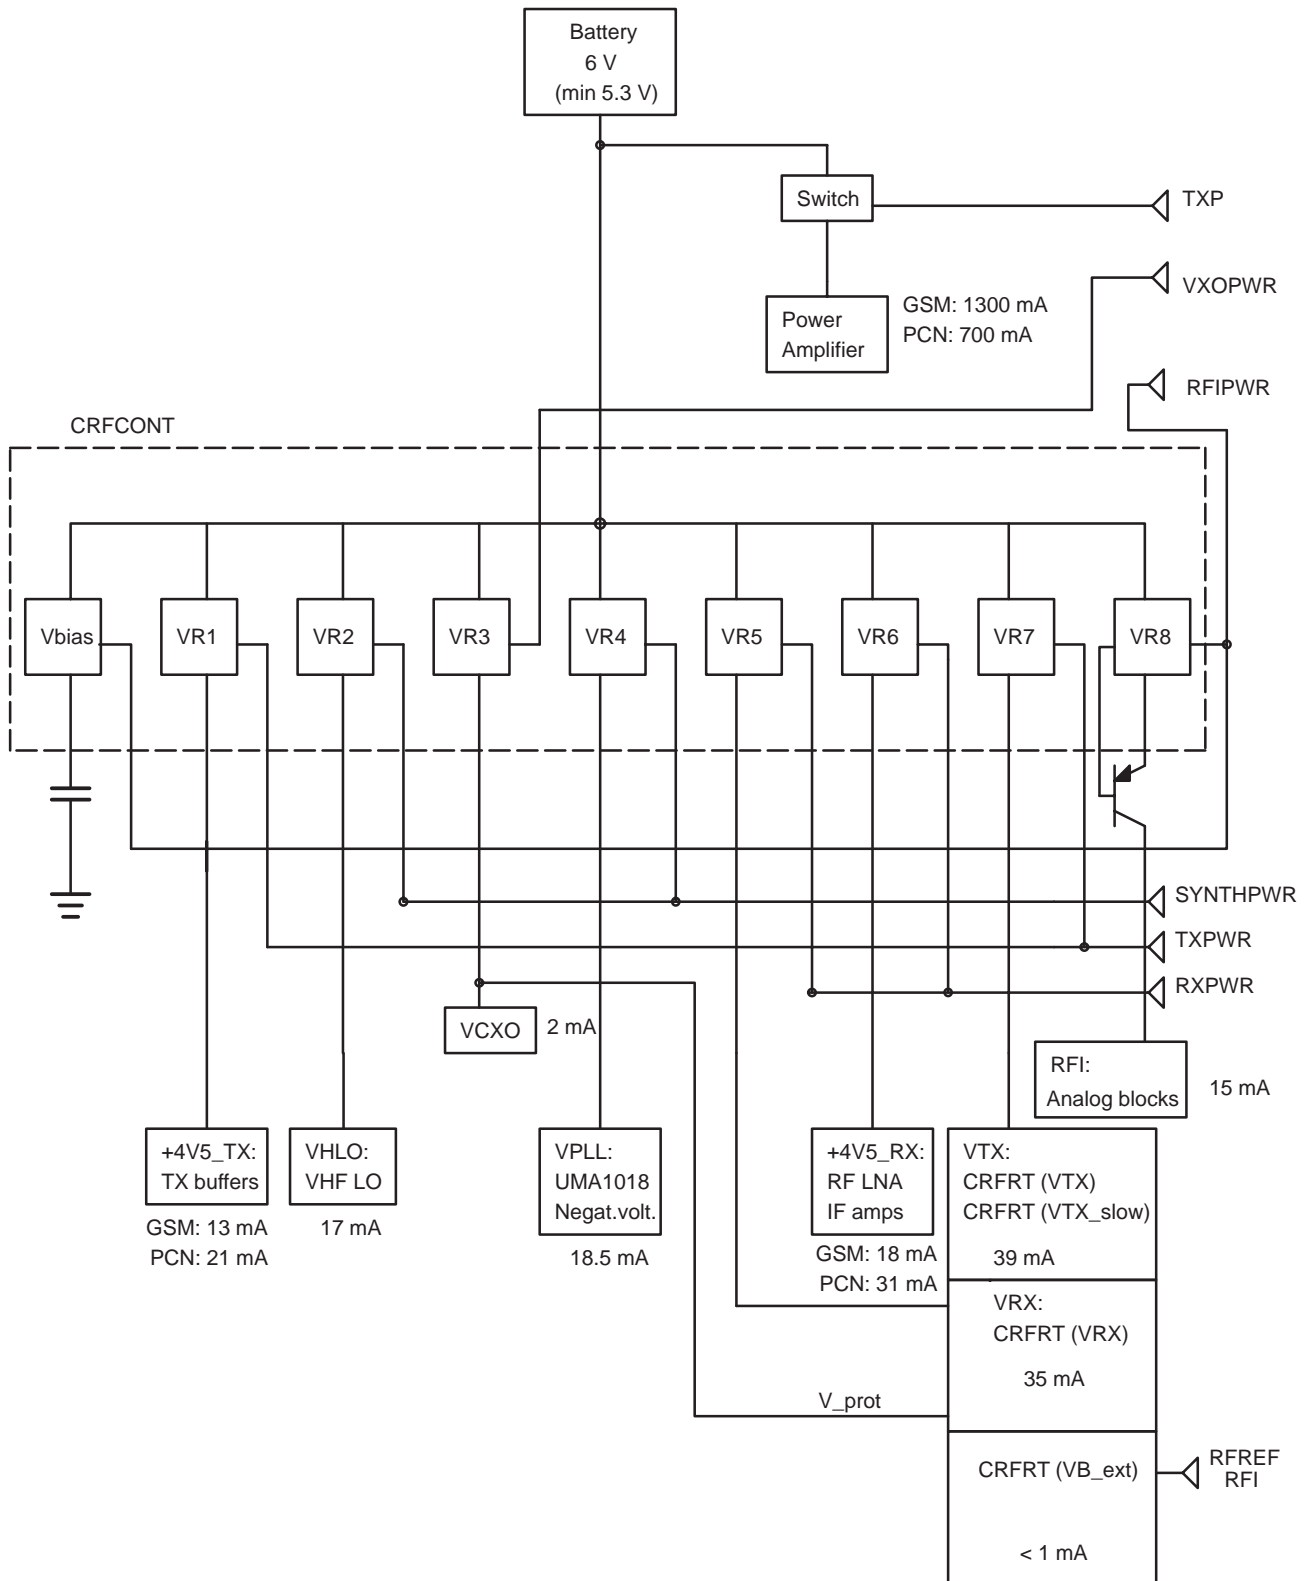 Battery
6 V
(min 5.3 V)
Switch
TXP
VXOPWR
Power
Amplifier
GSM: 1300 mA
PCN: 700 mA
RFIPWR
CRFCONT
Vbias
VR1
VR2
VR3
VR4
VR5
VR6
VR7
VR8
SYNTHPWR
TXPWR
RXPWR
VCXO
2 mA
RFI:
Analog blocks
15 mA
+4V5_TX:
TX buffers
GSM: 13 mA
PCN: 21 mA
VHLO:
VHF LO
17 mA
VPLL:
UMA1018
Negat.volt.
18.5 mA
+4V5_RX:
RF LNA
IF amps
GSM: 18 mA
PCN: 31 mA
VTX:
CRFRT (VTX)
CRFRT (VTX_slow)
39 mA
VRX:
CRFRT (VRX)
35 mA
V_prot
CRFRT (VB_ext)
< 1 mA
RFREF
RFI